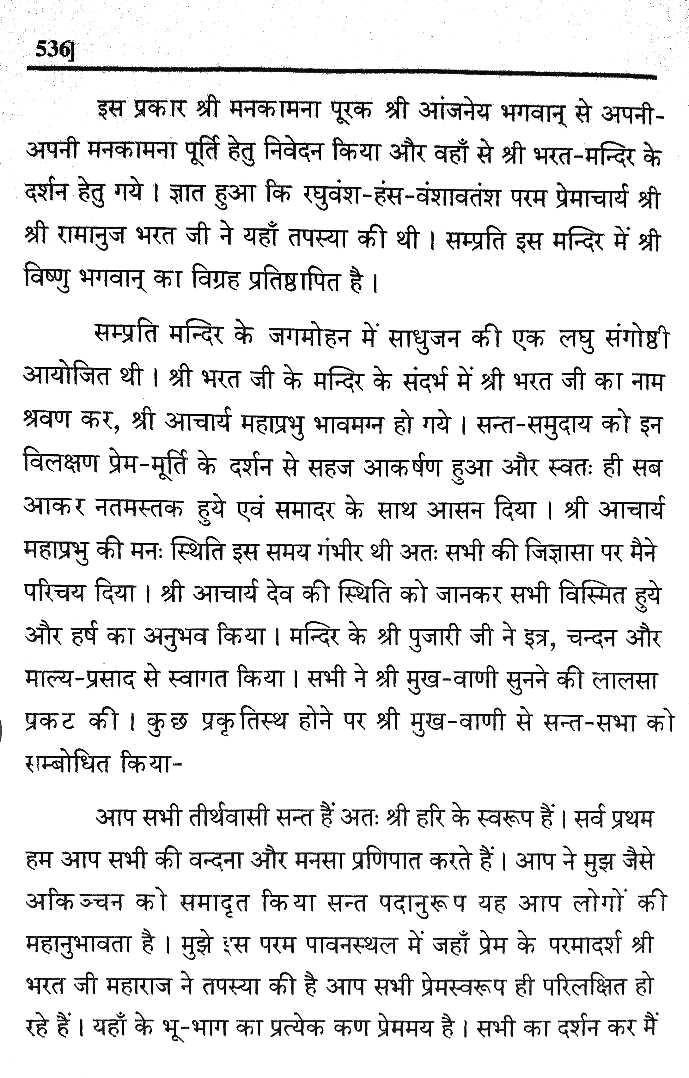 536]
इस प्रकार श्री मनकामना पूरक श्री आंजनेय भगवान् से अपनी-
अपनी मनकामना पूर्ति हेतु निवेदन किया और वहाँ से श्री भरत-मन्दिर के
दर्शन हेतु गये । ज्ञात हुआ कि रघुवंश-हंस-वंशावतंश परम प्रेमाचार्य श्री
श्री रामानुज भरत जी ने यहाँ तपस्या की थी । सम्प्रति इस मन्दिर में श्री
विष्णु भगवान् का विग्रह प्रतिष्ठापित है ।
सम्प्रति मन्दिर के जगमोहन में साधुजन की एक लघु संगोष्ठी
आयोजित थी । श्री भरत जी के मन्दिर के संदर्भ में श्री भरत जी का नाम
श्रवण कर, श्री आचार्य महाप्रभु भावमग्न हो गये । सन्त-समुदाय को इन
विलक्षण प्रेम-मूर्ति के दर्शन से सहज आकर्षण हुआ और स्वतः ही सब
आकर नतमस्तक हुये एवं समादर के साथ आसन दिया । श्री आचार्य
महाप्रभु की मनः स्थिति इस समय गंभीर थी अतः सभी की जिज्ञासा पर मैने
परिचय दिया । श्री आचार्य देव की स्थिति को जानकर सभी विस्मित हुये
और हर्ष का अनुभव किया । मन्दिर के श्री पुजारी जी ने इत्र, चन्दन और
माल्य-प्रसाद से स्वागत किया । सभी ने श्री मुख-वाणी सुनने की लालसा
प्रकट की । कुछ प्रकृतिस्थ होने पर श्री मुख-वाणी से सन्त-सभा को
सम्बोधित किया-
आप सभी तीर्थवासी सन्त हैं अतः श्री हरि के स्वरूप हैं । सर्व प्रथम
हम आप सभी की वन्दना और मनसा प्रणिपात करते हैं । आप ने मुझ जैसे
अकिञ्चन को समादृत किया सन्त पदानुरूप यह आप लोगों की
महानुभावता है । मुझे इस परम पावनस्थल में जहाँ प्रेम के परमादर्श श्री
भरत जी महाराज ने तपस्या की है आप सभी प्रेमस्वरूप ही परिलक्षित हो
रहे हैं । यहाँ के भू-भाग का प्रत्येक कण प्रेममय है । सभी का दर्शन कर मैं